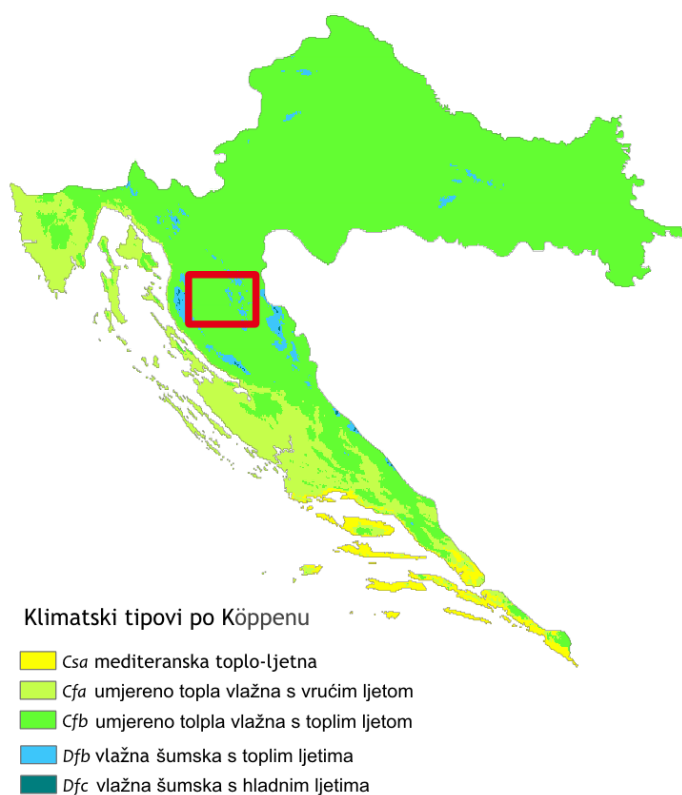 Klimatski tipovi po Köppenu
Csa mediteranska toplo-ljetna
Cfa umjereno topla vlažna s vrućim ljetom
Cfb umjereno tolpla vlažna s toplim ljetom
Dfb vlažna šumska s toplim ljetima
Dfc vlažna šumska s hladnim ljetima